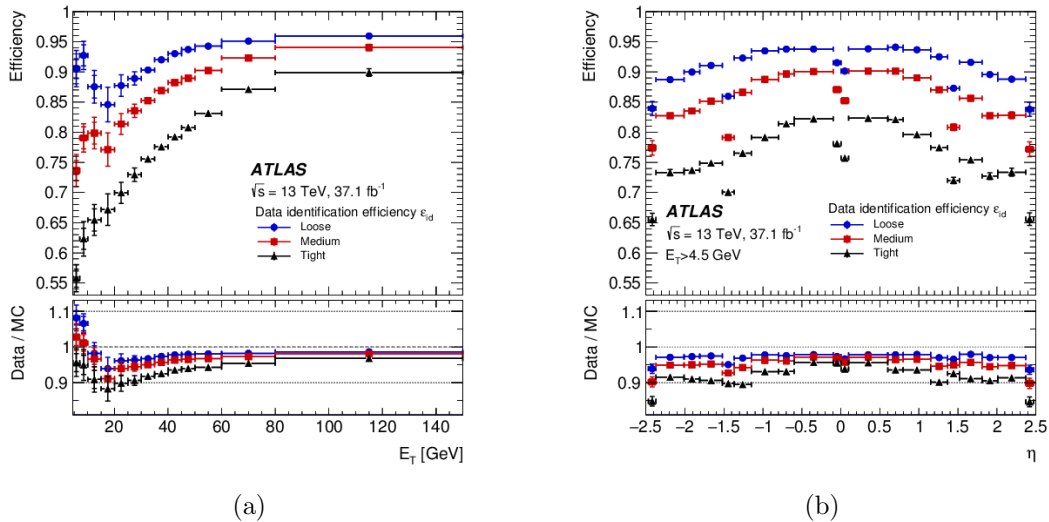 Efficiency
1
0.95
0.9
0.85
0.8
0.75
0.7
0.65
0.6
0.55
ATLAS
√s = 13 TeV, 37.1 fb⁻¹
Data identification efficiency ε_id
Loose
Medium
Tight
Data / MC
1.1
1
0.9
20 40 60 80 100 120 140
E_T [GeV]
(a)
Efficiency
1
0.95
0.9
0.85
0.8
0.75
0.7
0.65
0.6
0.55
ATLAS
√s = 13 TeV, 37.1 fb⁻¹
E_T>4.5 GeV
Data identification efficiency ε_id
Loose
Medium
Tight
Data / MC
1.1
1
0.9
−2.5 −2 −1.5 −1 −0.5 0 0.5 1 1.5 2 2.5
η
(b)